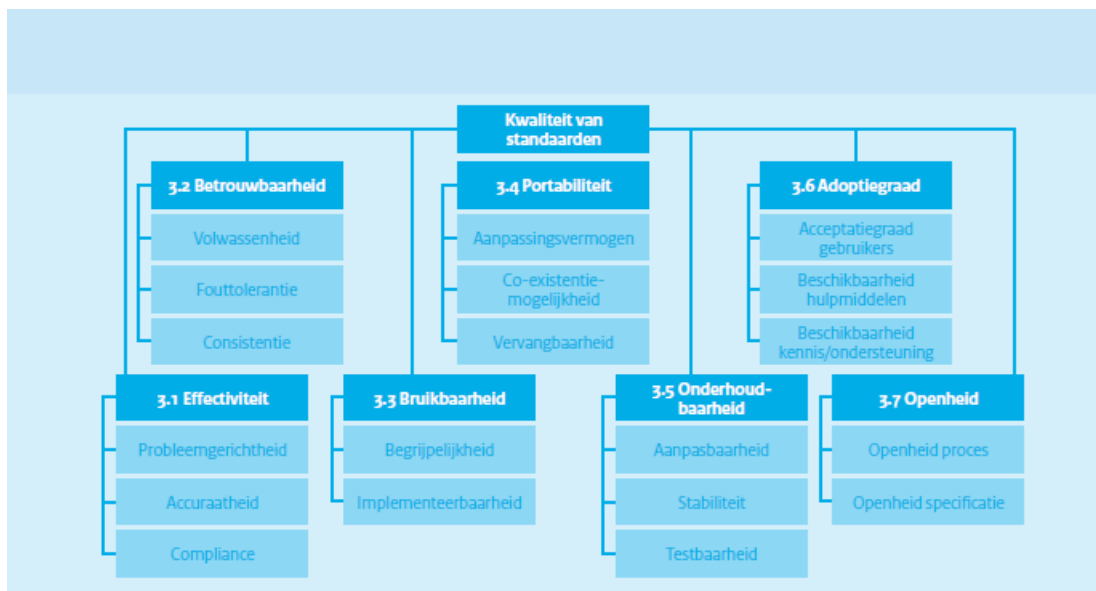 Kwaliteit van
standaarden
3.2 Betrouwbaarheid
Volwassenheid
Fouttolerantie
Consistentie
3.4 Portabiliteit
Aanpassingsvermogen
Co-existentie-
mogelijkheid
Vervangbaarheid
3.6 Adoptiegraad
Acceptatiegraad
gebruikers
Beschikbaarheid
hulpmiddelen
Beschikbaarheid
kennis/ondersteuning
3.1 Effectiviteit
Probleemgerichtheid
Accuraatheid
Compliance
3.3 Bruikbaarheid
Begrijpelijkheid
Implementeerbaarheid
3.5 Onderhoud-
baarheid
Aanpasbaarheid
Stabiliteit
Testbaarheid
3.7 Openheid
Openheid proces
Openheid specificatie